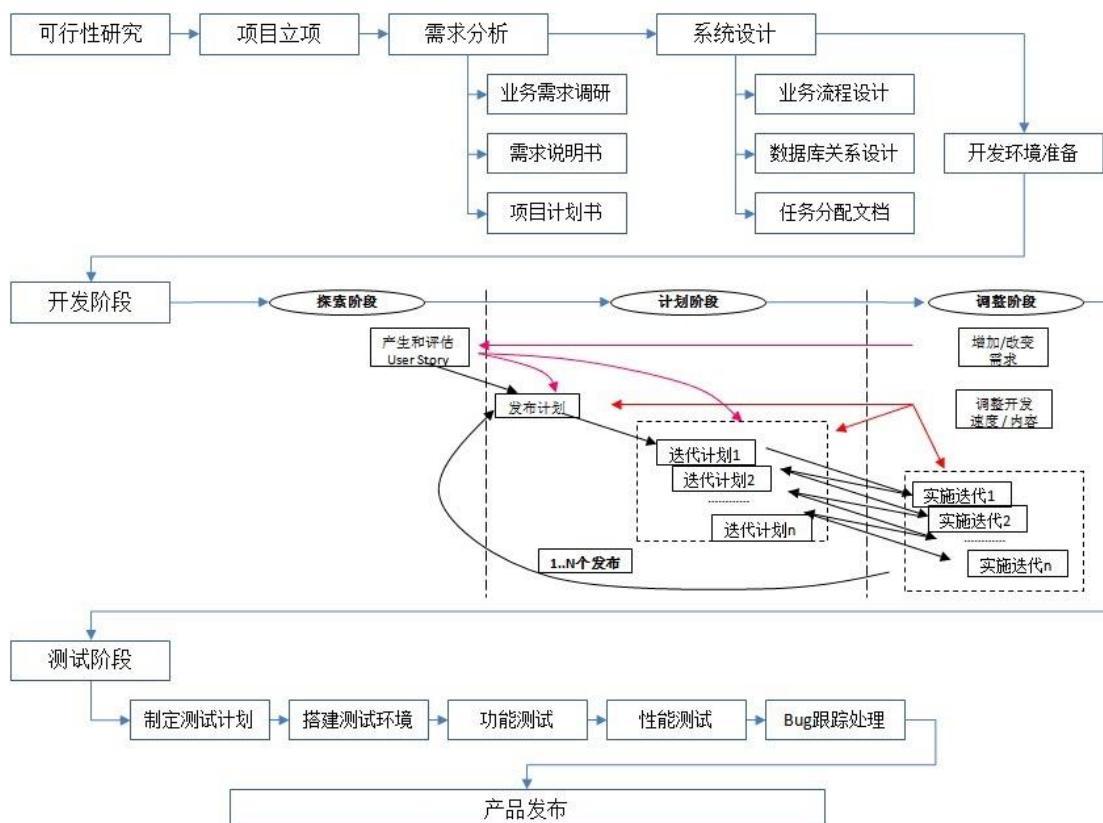 可行性研究
项目立项
需求分析
系统设计
业务需求调研
业务流程设计
需求说明书
数据库关系设计
开发环境准备
项目计划书
任务分配文档
开发阶段
探索阶段
计划阶段
调整阶段
产生和评估
User Story
增加/改变
需求
发布计划
调整开发
速度 / 内容
迭代计划1
迭代计划2
迭代计划n
实施迭代1
实施迭代2
实施迭代n
1..N个发布
测试阶段
制定测试计划
搭建测试环境
功能测试
性能测试
Bug跟踪处理
产品发布